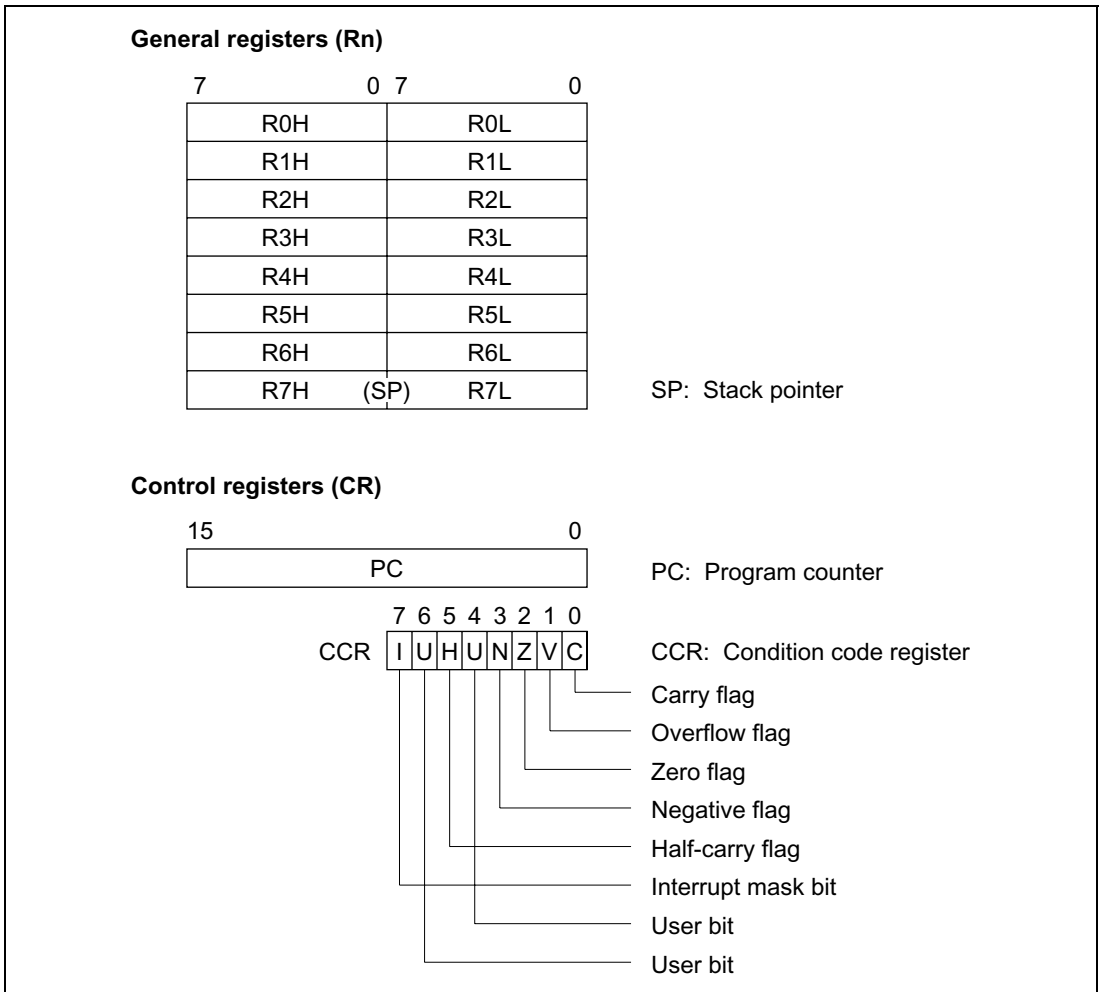 General registers (Rn)
7 0 7 0
R0H R0L
R1H R1L
R2H R2L
R3H R3L
R4H R4L
R5H R5L
R6H R6L
R7H (SP) R7L SP: Stack pointer
Control registers (CR)
15 0
PC PC: Program counter
7 6 5 4 3 2 1 0
CCR I U H U N Z V C CCR: Condition code register
Carry flag
Overflow flag
Zero flag
Negative flag
Half-carry flag
Interrupt mask bit
User bit
User bit